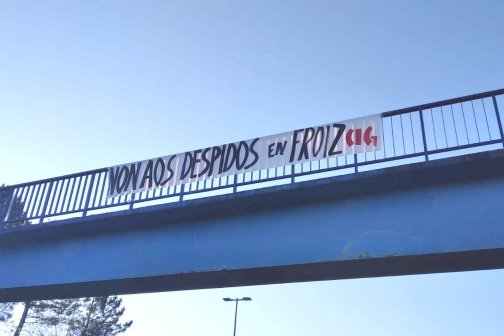 NON AOS DESPIDOS EN FROIZ CIG